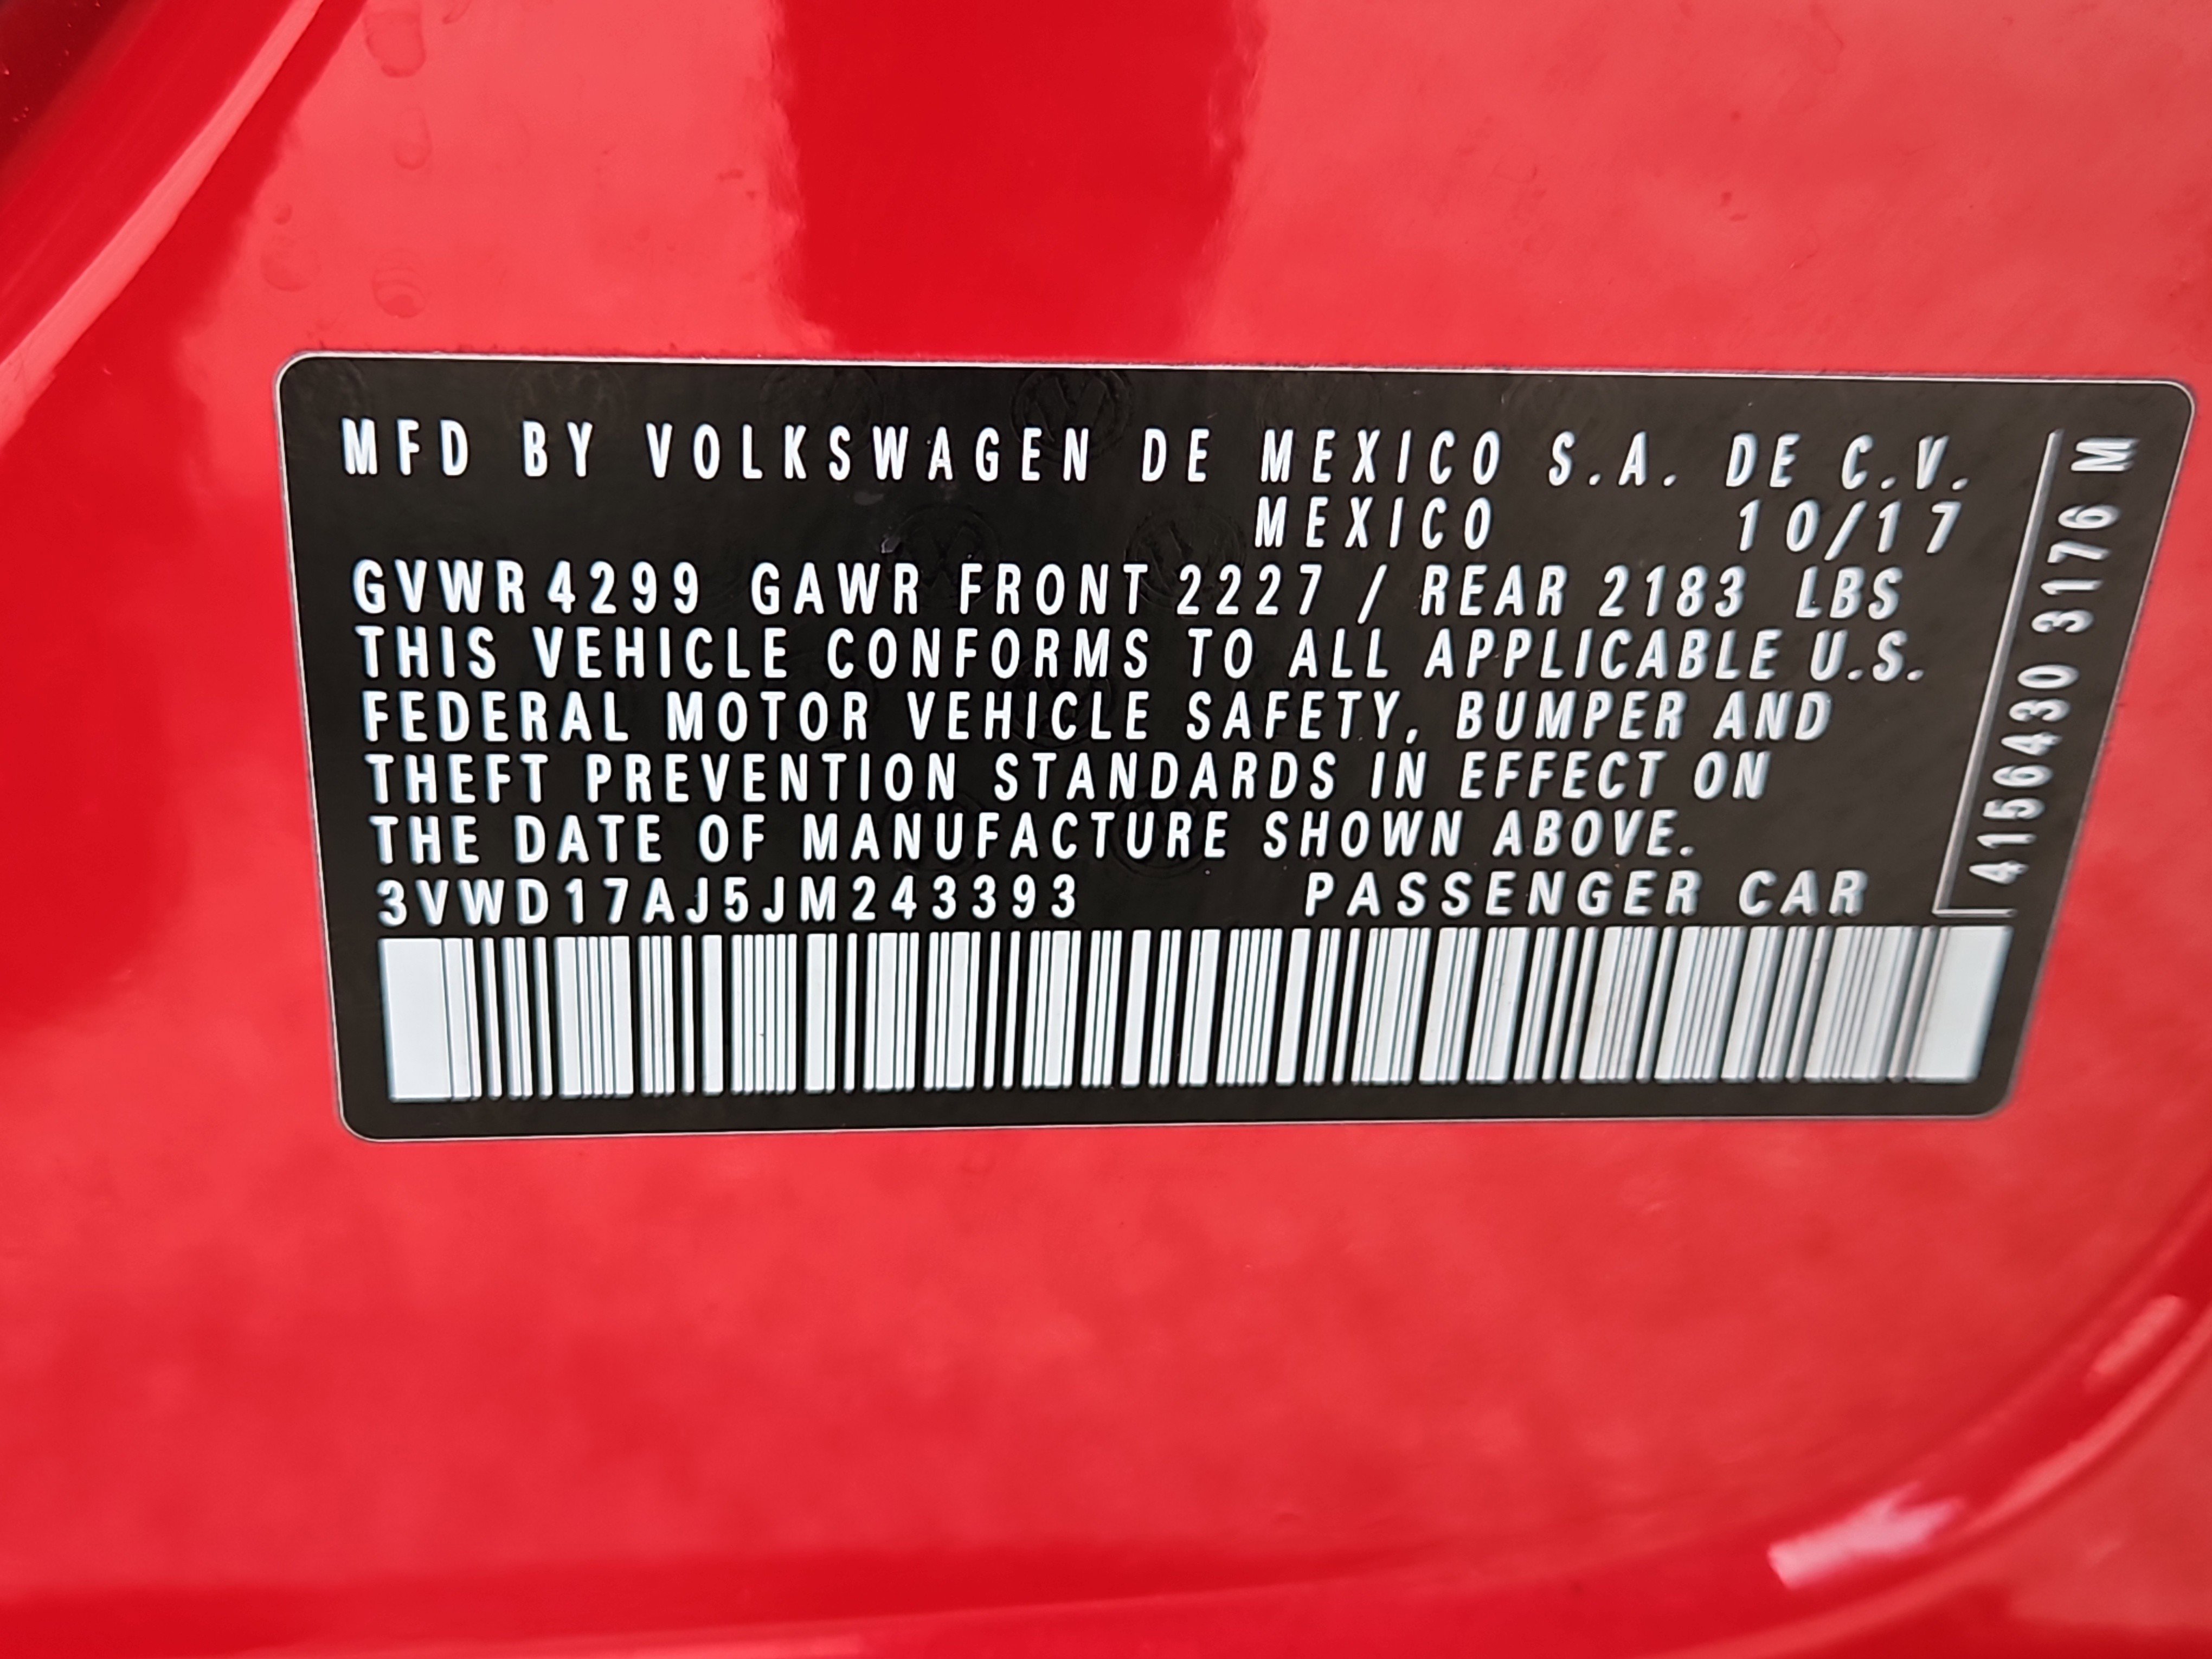 MFD BY VOLKSWAGEN DE MEXICO S.A. DE C.V.
MEXICO 10/17
GVWR 4299 GAWR FRONT 2227 / REAR 2183 LBS
THIS VEHICLE CONFORMS TO ALL APPLICABLE U.S.
FEDERAL MOTOR VEHICLE SAFETY, BUMPER AND
THEFT PREVENTION STANDARDS IN EFFECT ON
THE DATE OF MANUFACTURE SHOWN ABOVE.
3VWD17AJ5JM243393 PASSENGER CAR
4156430 3176 M